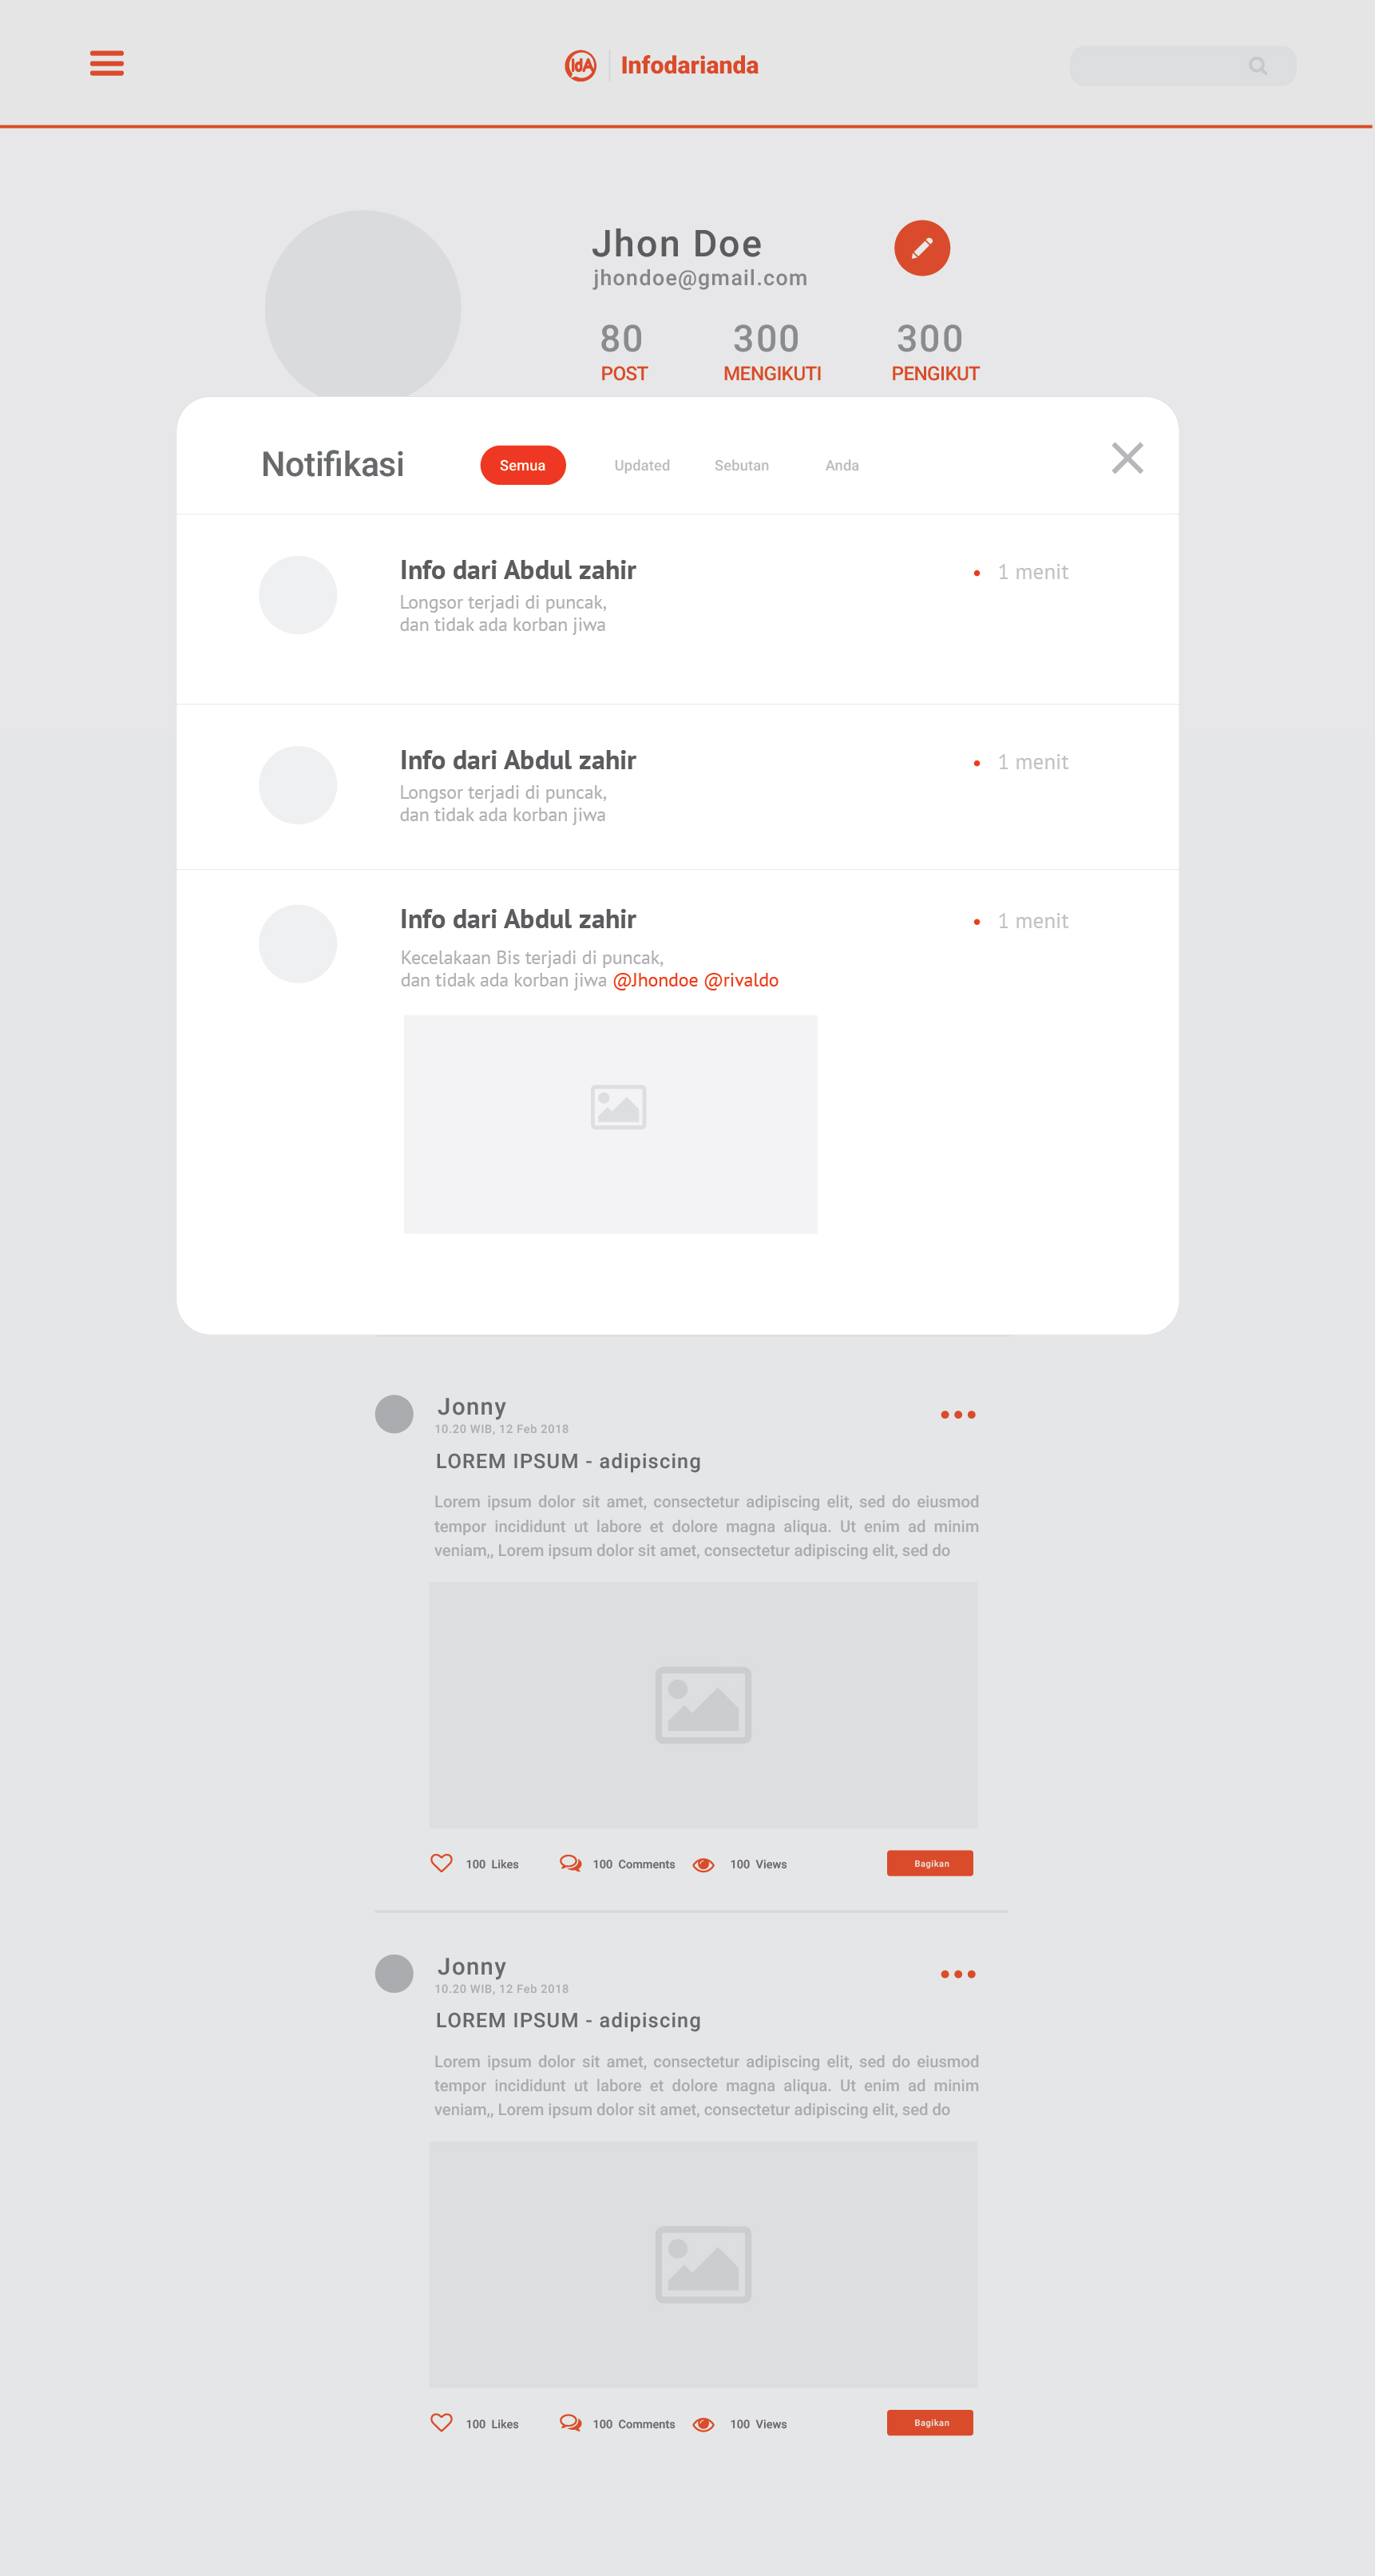 IdA
Infodarianda
Jhon Doe
jhondoe@gmail.com
80 300 300
POST MENGIKUTI PENGIKUT
Notifikasi Semua Updated Sebutan Anda
Info dari Abdul zahir • 1 menit
Longsor terjadi di puncak,
dan tidak ada korban jiwa
Info dari Abdul zahir • 1 menit
Longsor terjadi di puncak,
dan tidak ada korban jiwa
Info dari Abdul zahir • 1 menit
Kecelakaan Bis terjadi di puncak,
dan tidak ada korban jiwa @Jhondoe @rivaldo
Jonny
10.20 WIB, 12 Feb 2018
LOREM IPSUM - adipiscing
Lorem ipsum dolor sit amet, consectetur adipiscing elit, sed do eiusmod
tempor incididunt ut labore et dolore magna aliqua. Ut enim ad minim
veniam,, Lorem ipsum dolor sit amet, consectetur adipiscing elit, sed do
100 Likes 100 Comments 100 Views Bagikan
Jonny
10.20 WIB, 12 Feb 2018
LOREM IPSUM - adipiscing
Lorem ipsum dolor sit amet, consectetur adipiscing elit, sed do eiusmod
tempor incididunt ut labore et dolore magna aliqua. Ut enim ad minim
veniam,, Lorem ipsum dolor sit amet, consectetur adipiscing elit, sed do
100 Likes 100 Comments 100 Views Bagikan